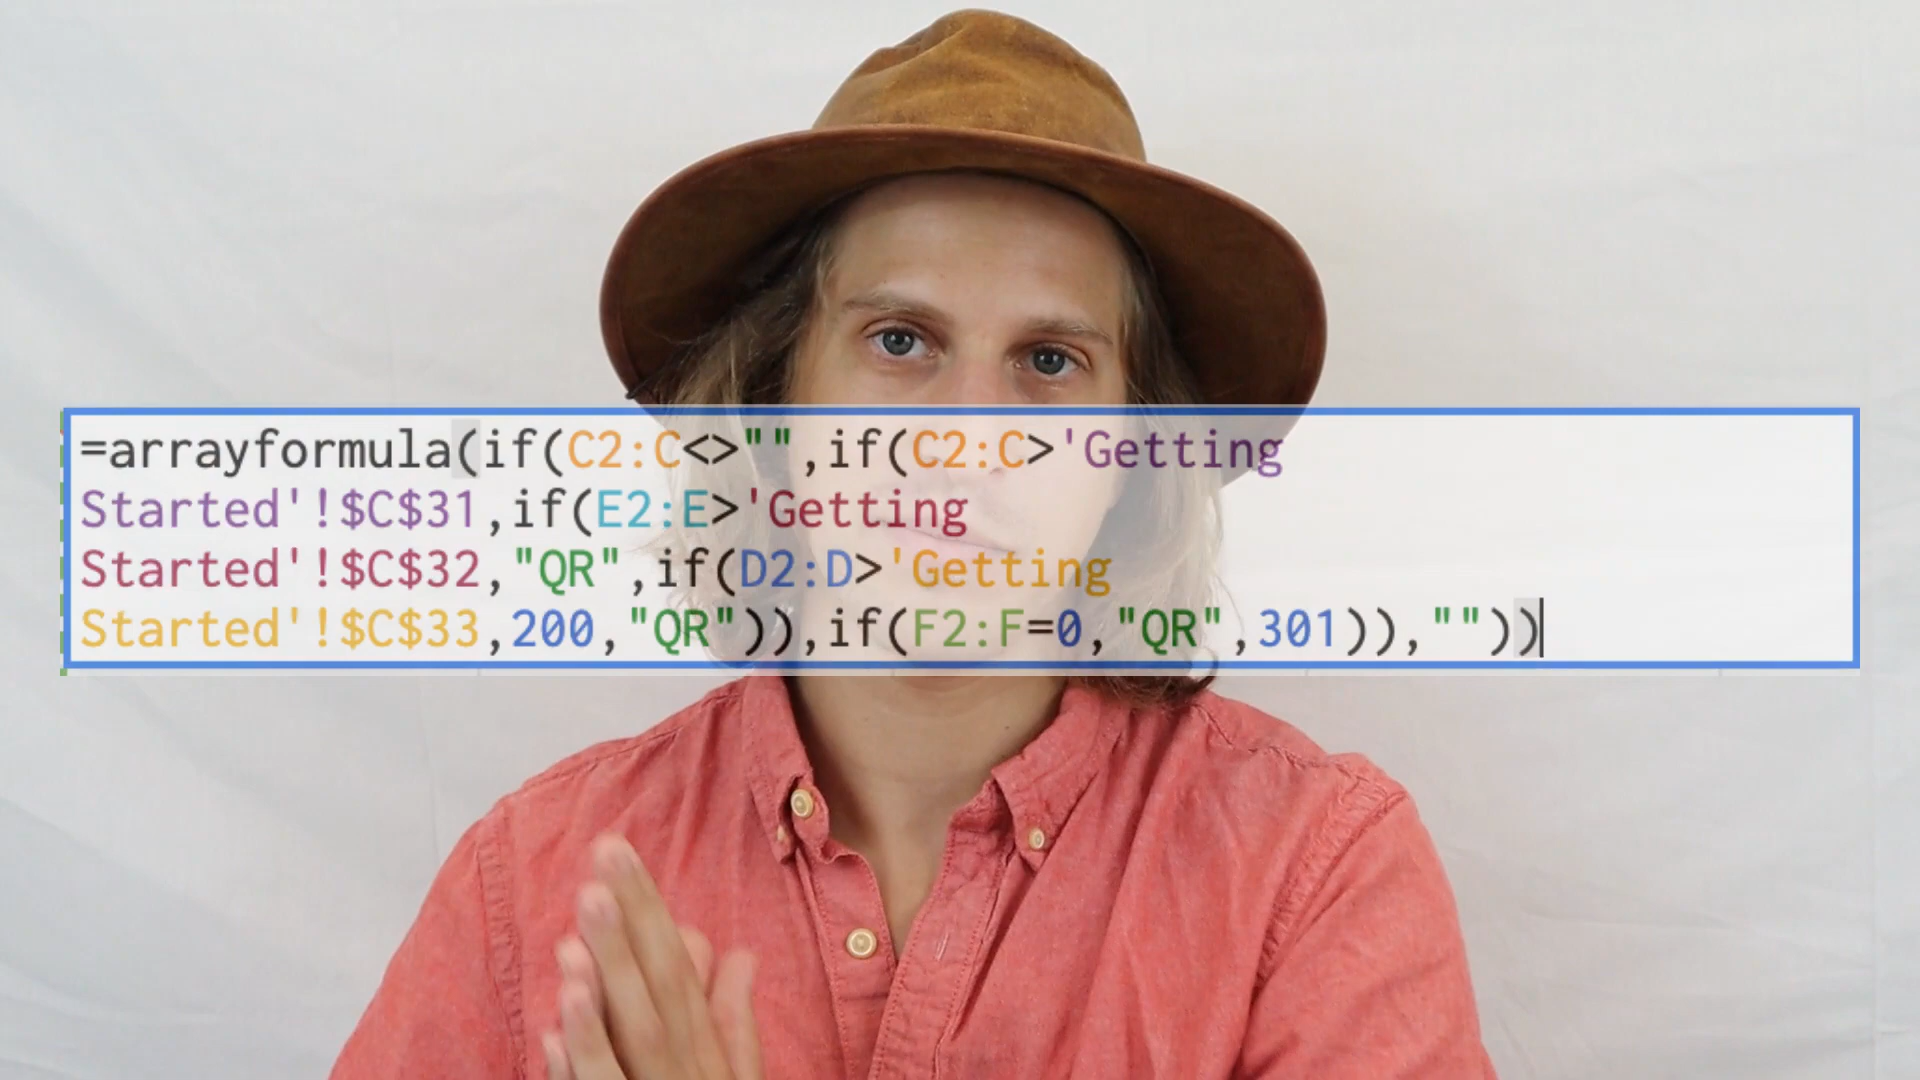 =arrayformula(if(C2:C<>"",if(C2:C>'Getting
Started'!$C$31,if(E2:E>'Getting
Started'!$C$32,"QR",if(D2:D>'Getting
Started'!$C$33,200,"QR")),if(F2:F=0,"QR",301)),""))